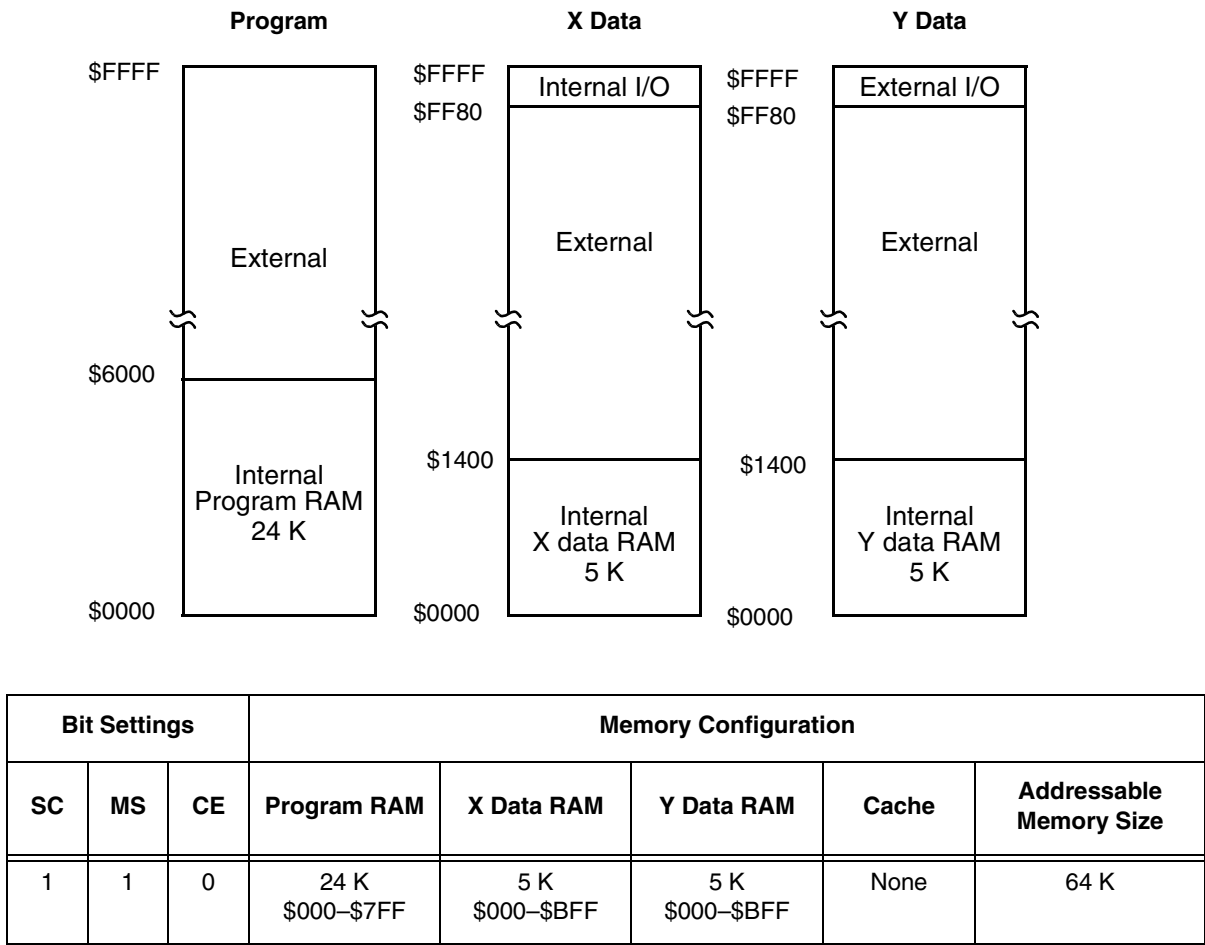 Program
X Data
Y Data
$FFFF
$FFFF
Internal I/O
$FFFF
External I/O
$FF80
$FF80
External
External
External
$6000
$1400
$1400
Internal
Program RAM
24 K
Internal
X data RAM
5 K
Internal
Y data RAM
5 K
$0000
$0000
$0000
Bit Settings
Memory Configuration
SC
MS
CE
Program RAM
X Data RAM
Y Data RAM
Cache
Addressable
Memory Size
1
1
0
24 K
$000–$7FF
5 K
$000–$BFF
5 K
$000–$BFF
None
64 K